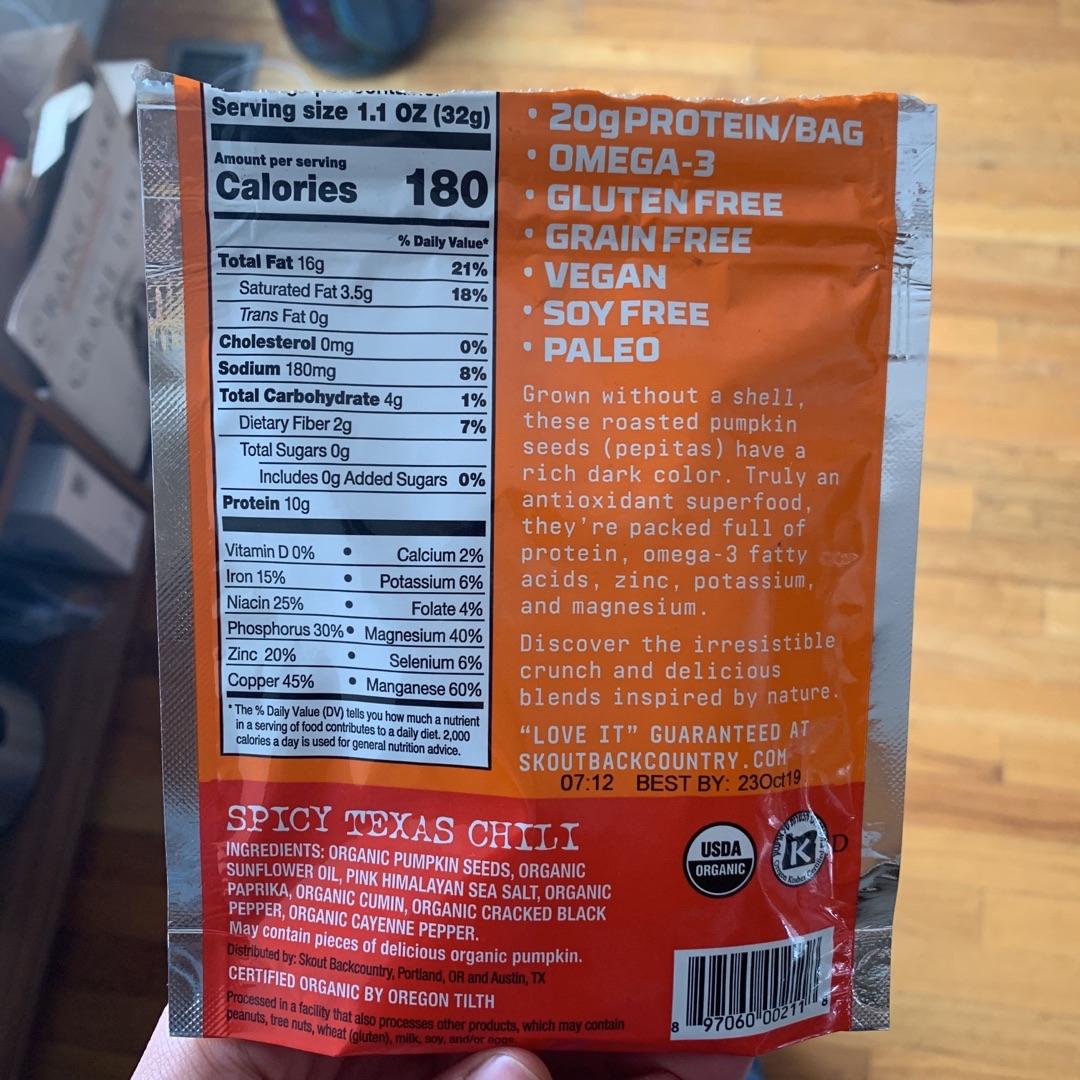 Serving size 1.1 OZ (32g)
Amount per serving
Calories 180
% Daily Value*
Total Fat 16g 21%
Saturated Fat 3.5g 18%
Trans Fat 0g
Cholesterol 0mg 0%
Sodium 180mg 8%
Total Carbohydrate 4g 1%
Dietary Fiber 2g 7%
Total Sugars 0g
Includes 0g Added Sugars 0%
Protein 10g
Vitamin D 0% • Calcium 2%
Iron 15% • Potassium 6%
Niacin 25% • Folate 4%
Phosphorus 30% • Magnesium 40%
Zinc 20% • Selenium 6%
Copper 45% • Manganese 60%
* The % Daily Value (DV) tells you how much a nutrient
in a serving of food contributes to a daily diet. 2,000
calories a day is used for general nutrition advice.
• 20g PROTEIN/BAG
• OMEGA-3
• GLUTEN FREE
• GRAIN FREE
• VEGAN
• SOY FREE
• PALEO
Grown without a shell,
these roasted pumpkin
seeds (pepitas) have a
rich dark color. Truly an
antioxidant superfood,
they're packed full of
protein, omega-3 fatty
acids, zinc, potassium,
and magnesium.
Discover the irresistible
crunch and delicious
blends inspired by nature.
“LOVE IT” GUARANTEED AT
SKOUTBACKCOUNTRY.COM
07:12 BEST BY: 23Oct19
SPICY TEXAS CHILI
INGREDIENTS: ORGANIC PUMPKIN SEEDS, ORGANIC
SUNFLOWER OIL, PINK HIMALAYAN SEA SALT, ORGANIC
PAPRIKA, ORGANIC CUMIN, ORGANIC CRACKED BLACK
PEPPER, ORGANIC CAYENNE PEPPER.
May contain pieces of delicious organic pumpkin.
Distributed by: Skout Backcountry, Portland, OR and Austin, TX
CERTIFIED ORGANIC BY OREGON TILTH
Processed in a facility that also processes other products, which may contain
peanuts, tree nuts, wheat (gluten), milk, soy, and/or eggs.
USDA
ORGANIC
K D
8 97060 00211 8